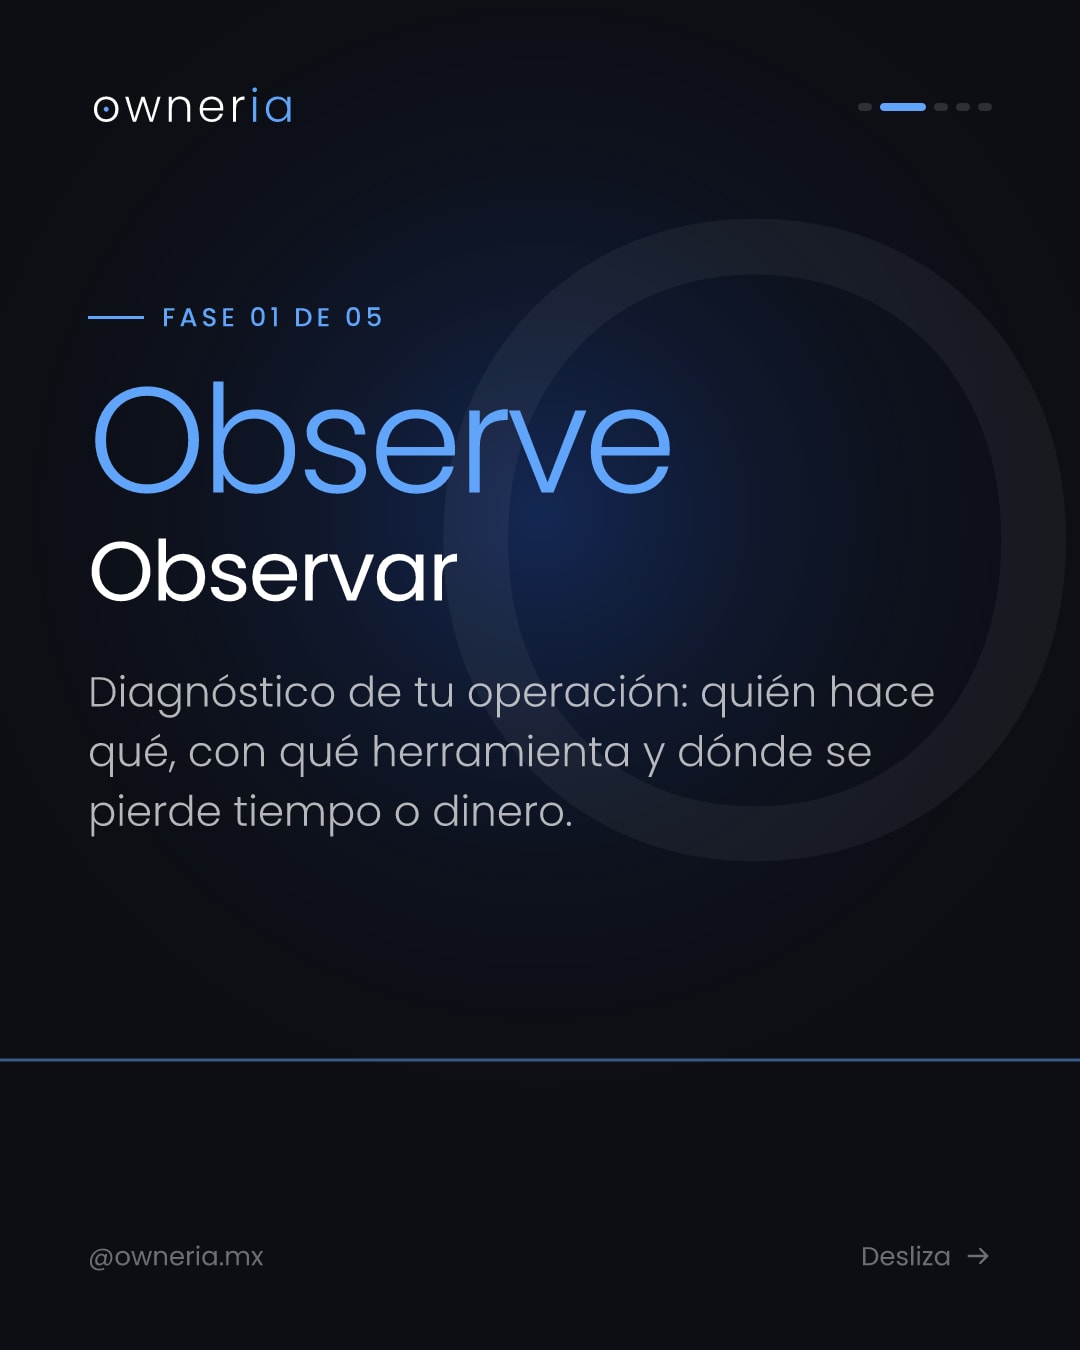 owneria
FASE 01 DE 05
Observe
Observar
Diagnóstico de tu operación: quién hace
qué, con qué herramienta y dónde se
pierde tiempo o dinero.
@owneria.mx
Desliza →